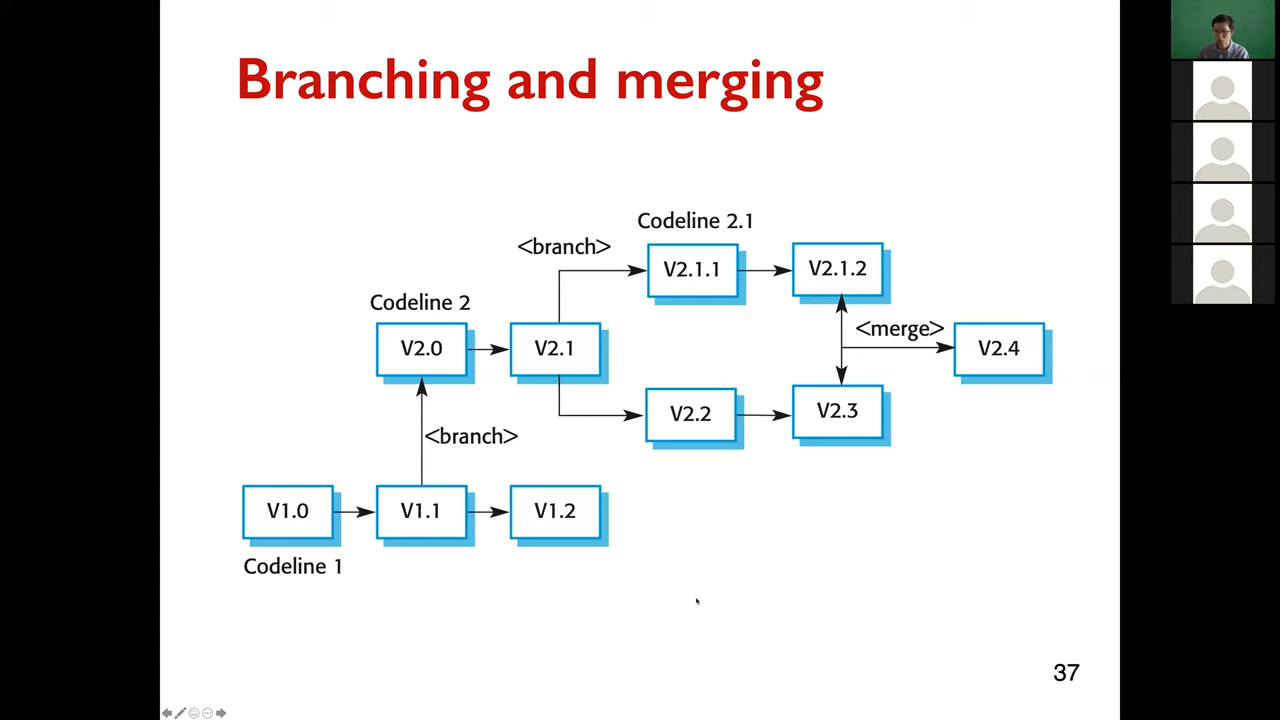 Branching and merging
Codeline 2.1
<branch>
V2.1.1
V2.1.2
Codeline 2
<merge>
V2.0
V2.1
V2.4
V2.2
V2.3
<branch>
V1.0
V1.1
V1.2
Codeline 1
37